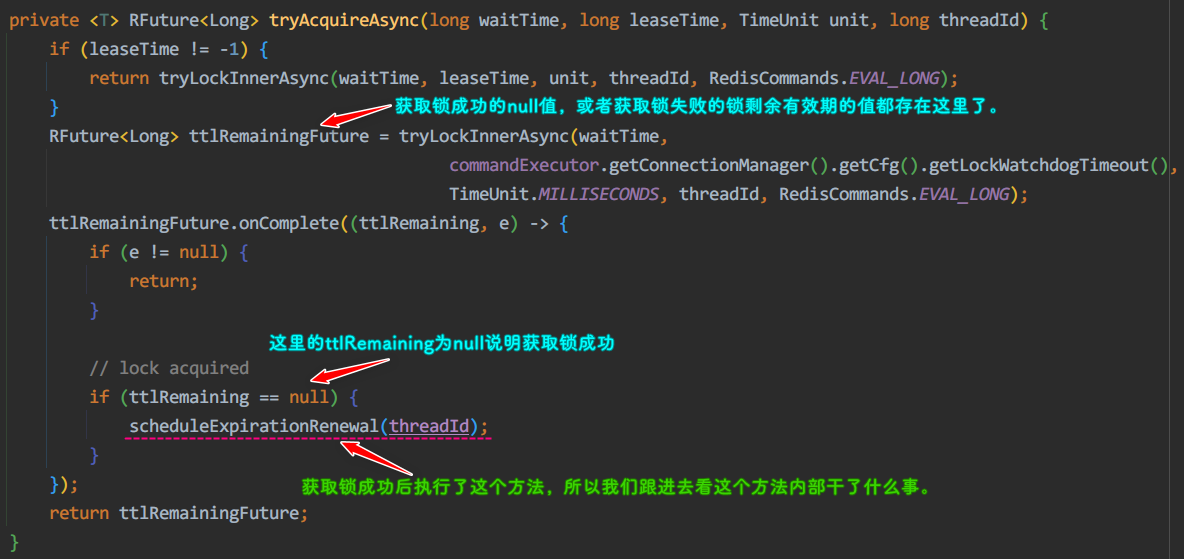 private <T> RFuture<Long> tryAcquireAsync(long waitTime, long leaseTime, TimeUnit unit, long threadId) {
if (leaseTime != -1) {
return tryLockInnerAsync(waitTime, leaseTime, unit, threadId, RedisCommands.EVAL_LONG);
}
获取锁成功的null值，或者获取锁失败的锁剩余有效期的值都存在这里了。
RFuture<Long> ttlRemainingFuture = tryLockInnerAsync(waitTime,
commandExecutor.getConnectionManager().getCfg().getLockWatchdogTimeout(),
TimeUnit.MILLISECONDS, threadId, RedisCommands.EVAL_LONG);
ttlRemainingFuture.onComplete((ttlRemaining, e) -> {
if (e != null) {
return;
}
这里的ttlRemaining为null说明获取锁成功
// lock acquired
if (ttlRemaining == null) {
scheduleExpirationRenewal(threadId);
}
获取锁成功后执行了这个方法，所以我们跟进去看这个方法内部干了什么事。
});
return ttlRemainingFuture;
}